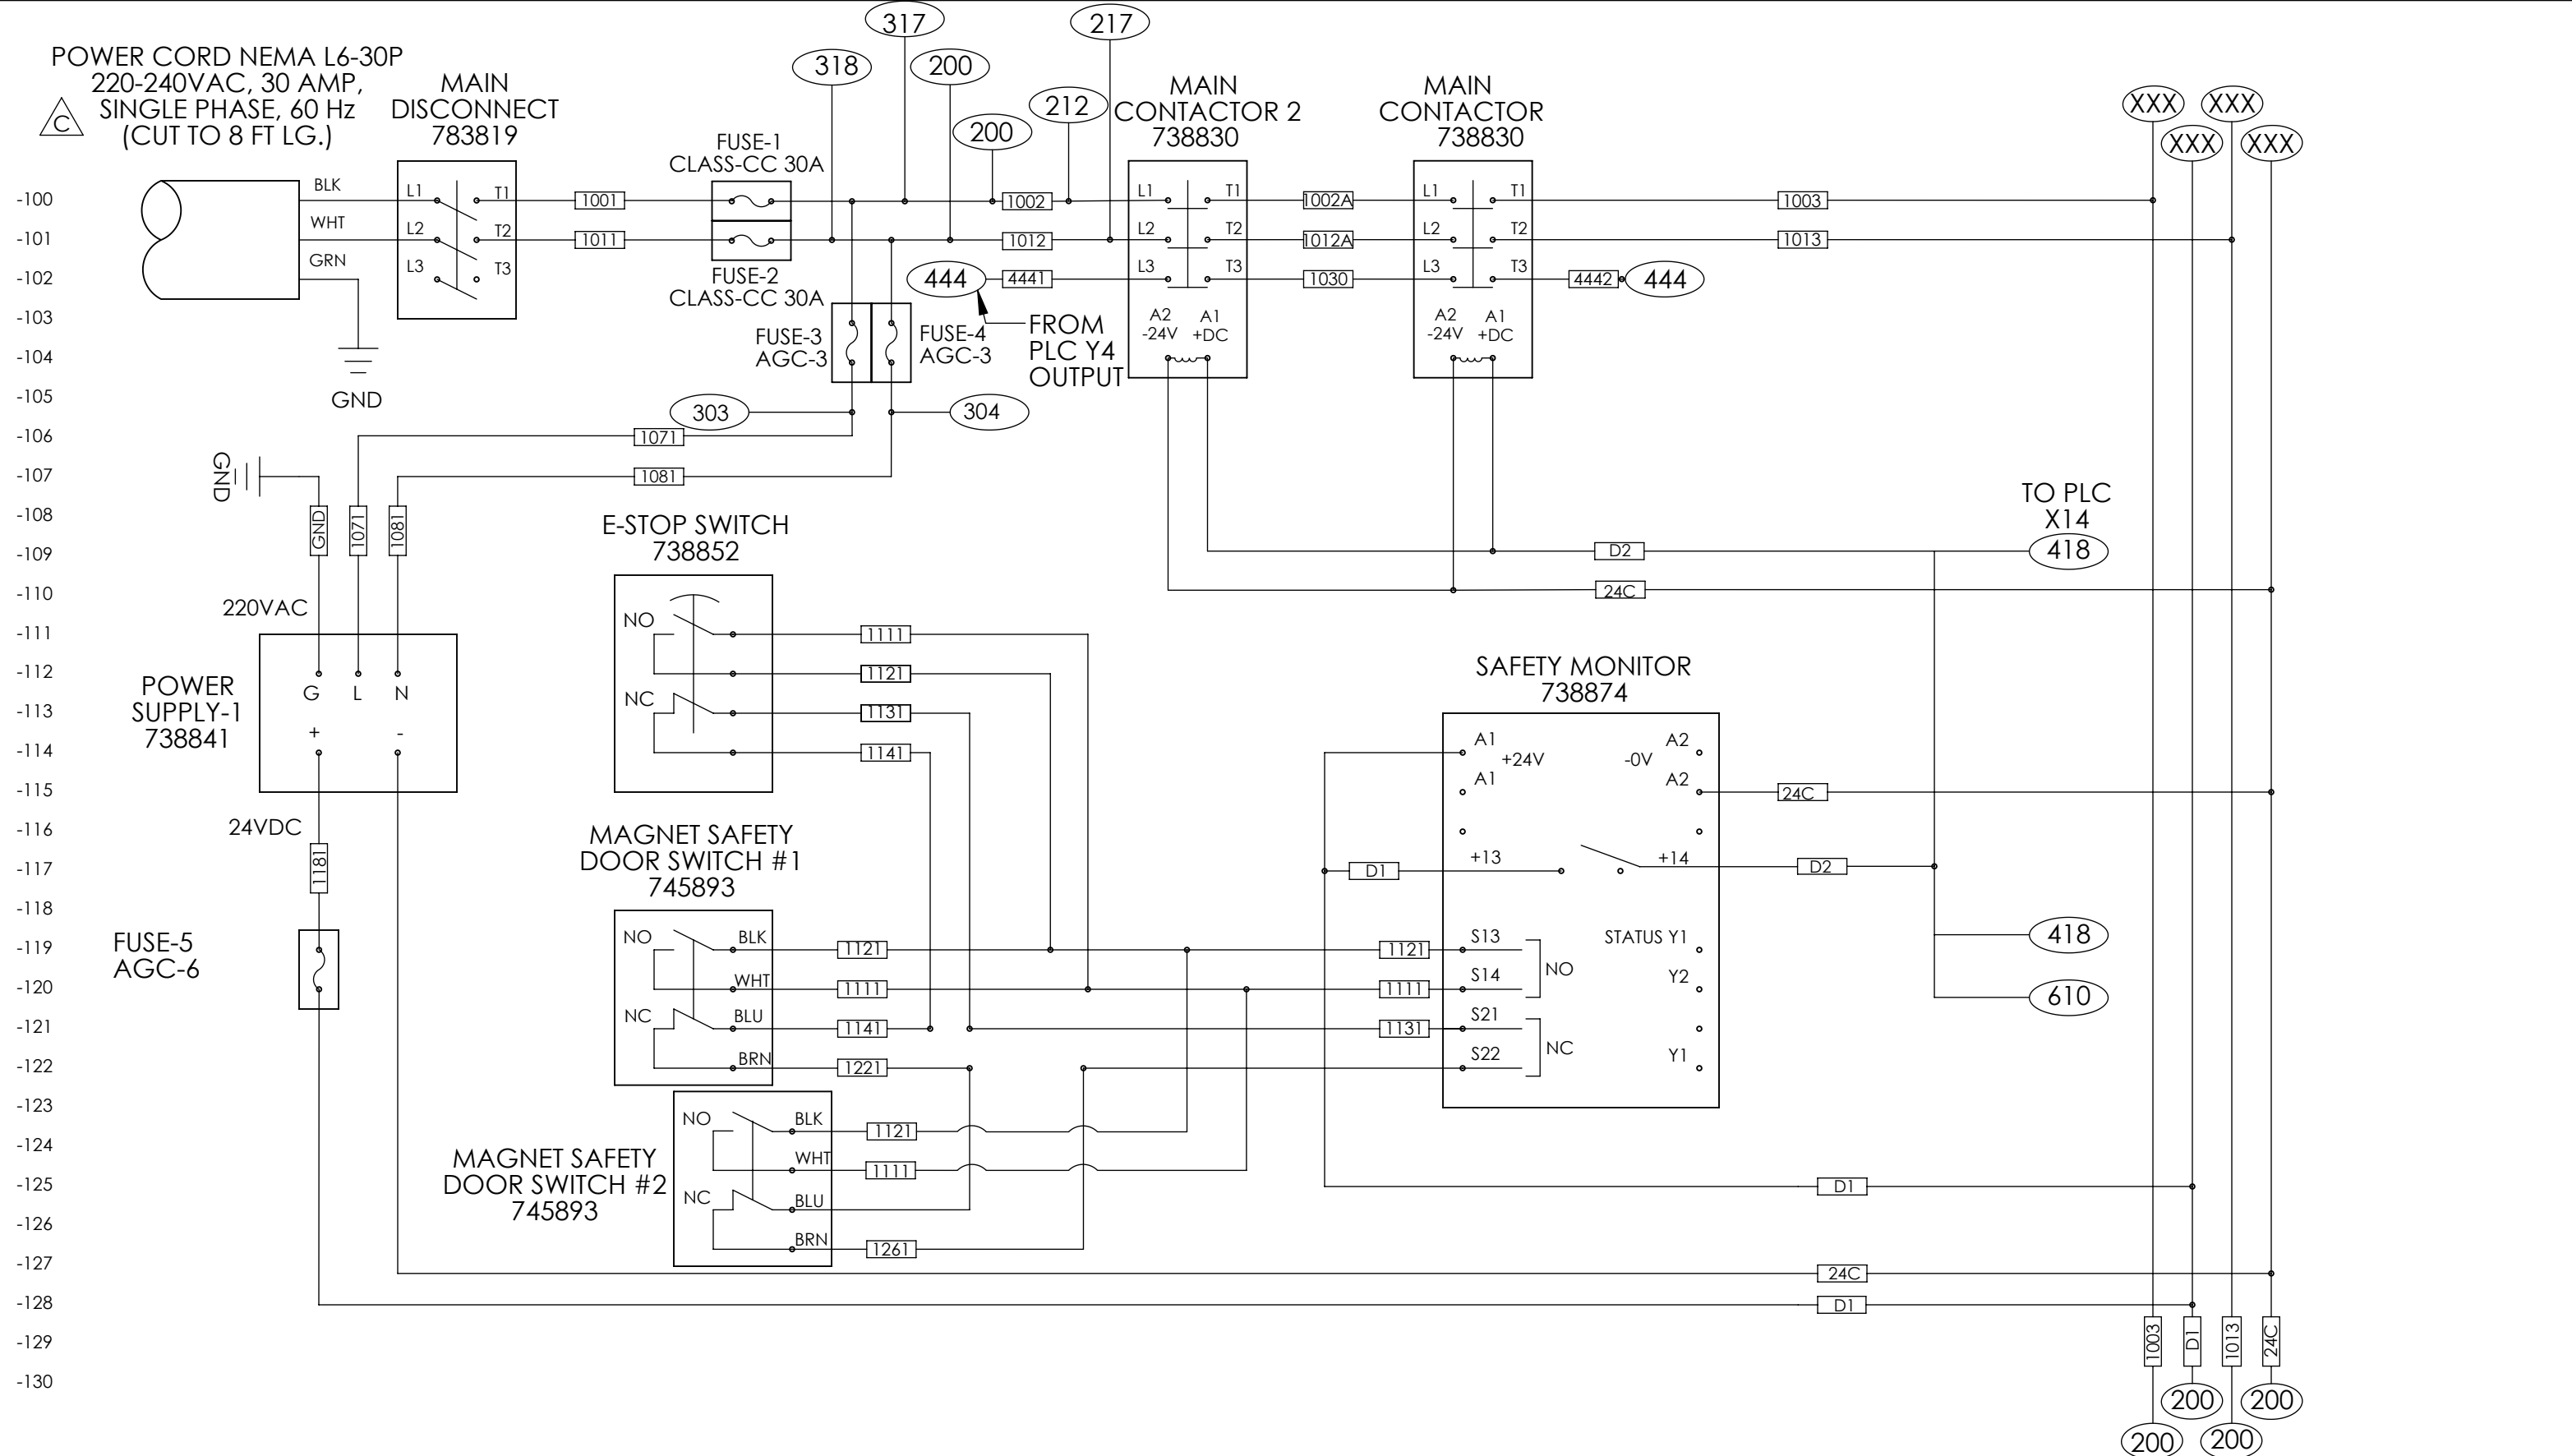 317
217
318
200
POWER CORD NEMA L6-30P
220-240VAC, 30 AMP,
SINGLE PHASE, 60 Hz
(CUT TO 8 FT LG.)
C
MAIN
DISCONNECT
783819
212
200
MAIN
CONTACTOR 2
738830
MAIN
CONTACTOR
738830
XXX
XXX
XXX
XXX
FUSE-1
CLASS-CC 30A
-100
BLK
L1
T1
1001
1002
L1
T1
1002A
L1
T1
1003
-101
WHT
L2
T2
1011
1012
L2
T2
1012A
L2
T2
1013
-102
GRN
L3
T3
FUSE-2
CLASS-CC 30A
444
4441
L3
T3
1030
L3
T3
4442
444
-103
FUSE-3
AGC-3
FUSE-4
AGC-3
FROM
PLC Y4
OUTPUT
A2
-24V
A1
+DC
A2
-24V
A1
+DC
-104
-105
GND
303
304
-106
1071
-107
GND
1081
-108
GND
1071
1081
E-STOP SWITCH
738852
TO PLC
X14
418
-109
D2
-110
24C
220VAC
-111
NO
1111
-112
1121
POWER
SUPPLY-1
738841
G
L
N
+
-
SAFETY MONITOR
738874
-113
NC
1131
-114
1141
A1
+24V
-0V
A2
-115
A1
A2
24C
-116
24VDC
MAGNET SAFETY
DOOR SWITCH #1
745893
-117
1181
D1
+13
+14
D2
-118
FUSE-5
AGC-6
-119
NO
BLK
1121
1121
S13
NO
STATUS Y1
418
-120
WHT
1111
1111
S14
Y2
610
-121
NC
BLU
1141
1131
S21
NC
-122
BRN
1221
S22
Y1
-123
NO
BLK
1121
-124
MAGNET SAFETY
DOOR SWITCH #2
745893
WHT
1111
-125
NC
BLU
D1
-126
BRN
1261
-127
24C
-128
D1
-129
1003
D1
1013
24C
-130
200
200
200
200